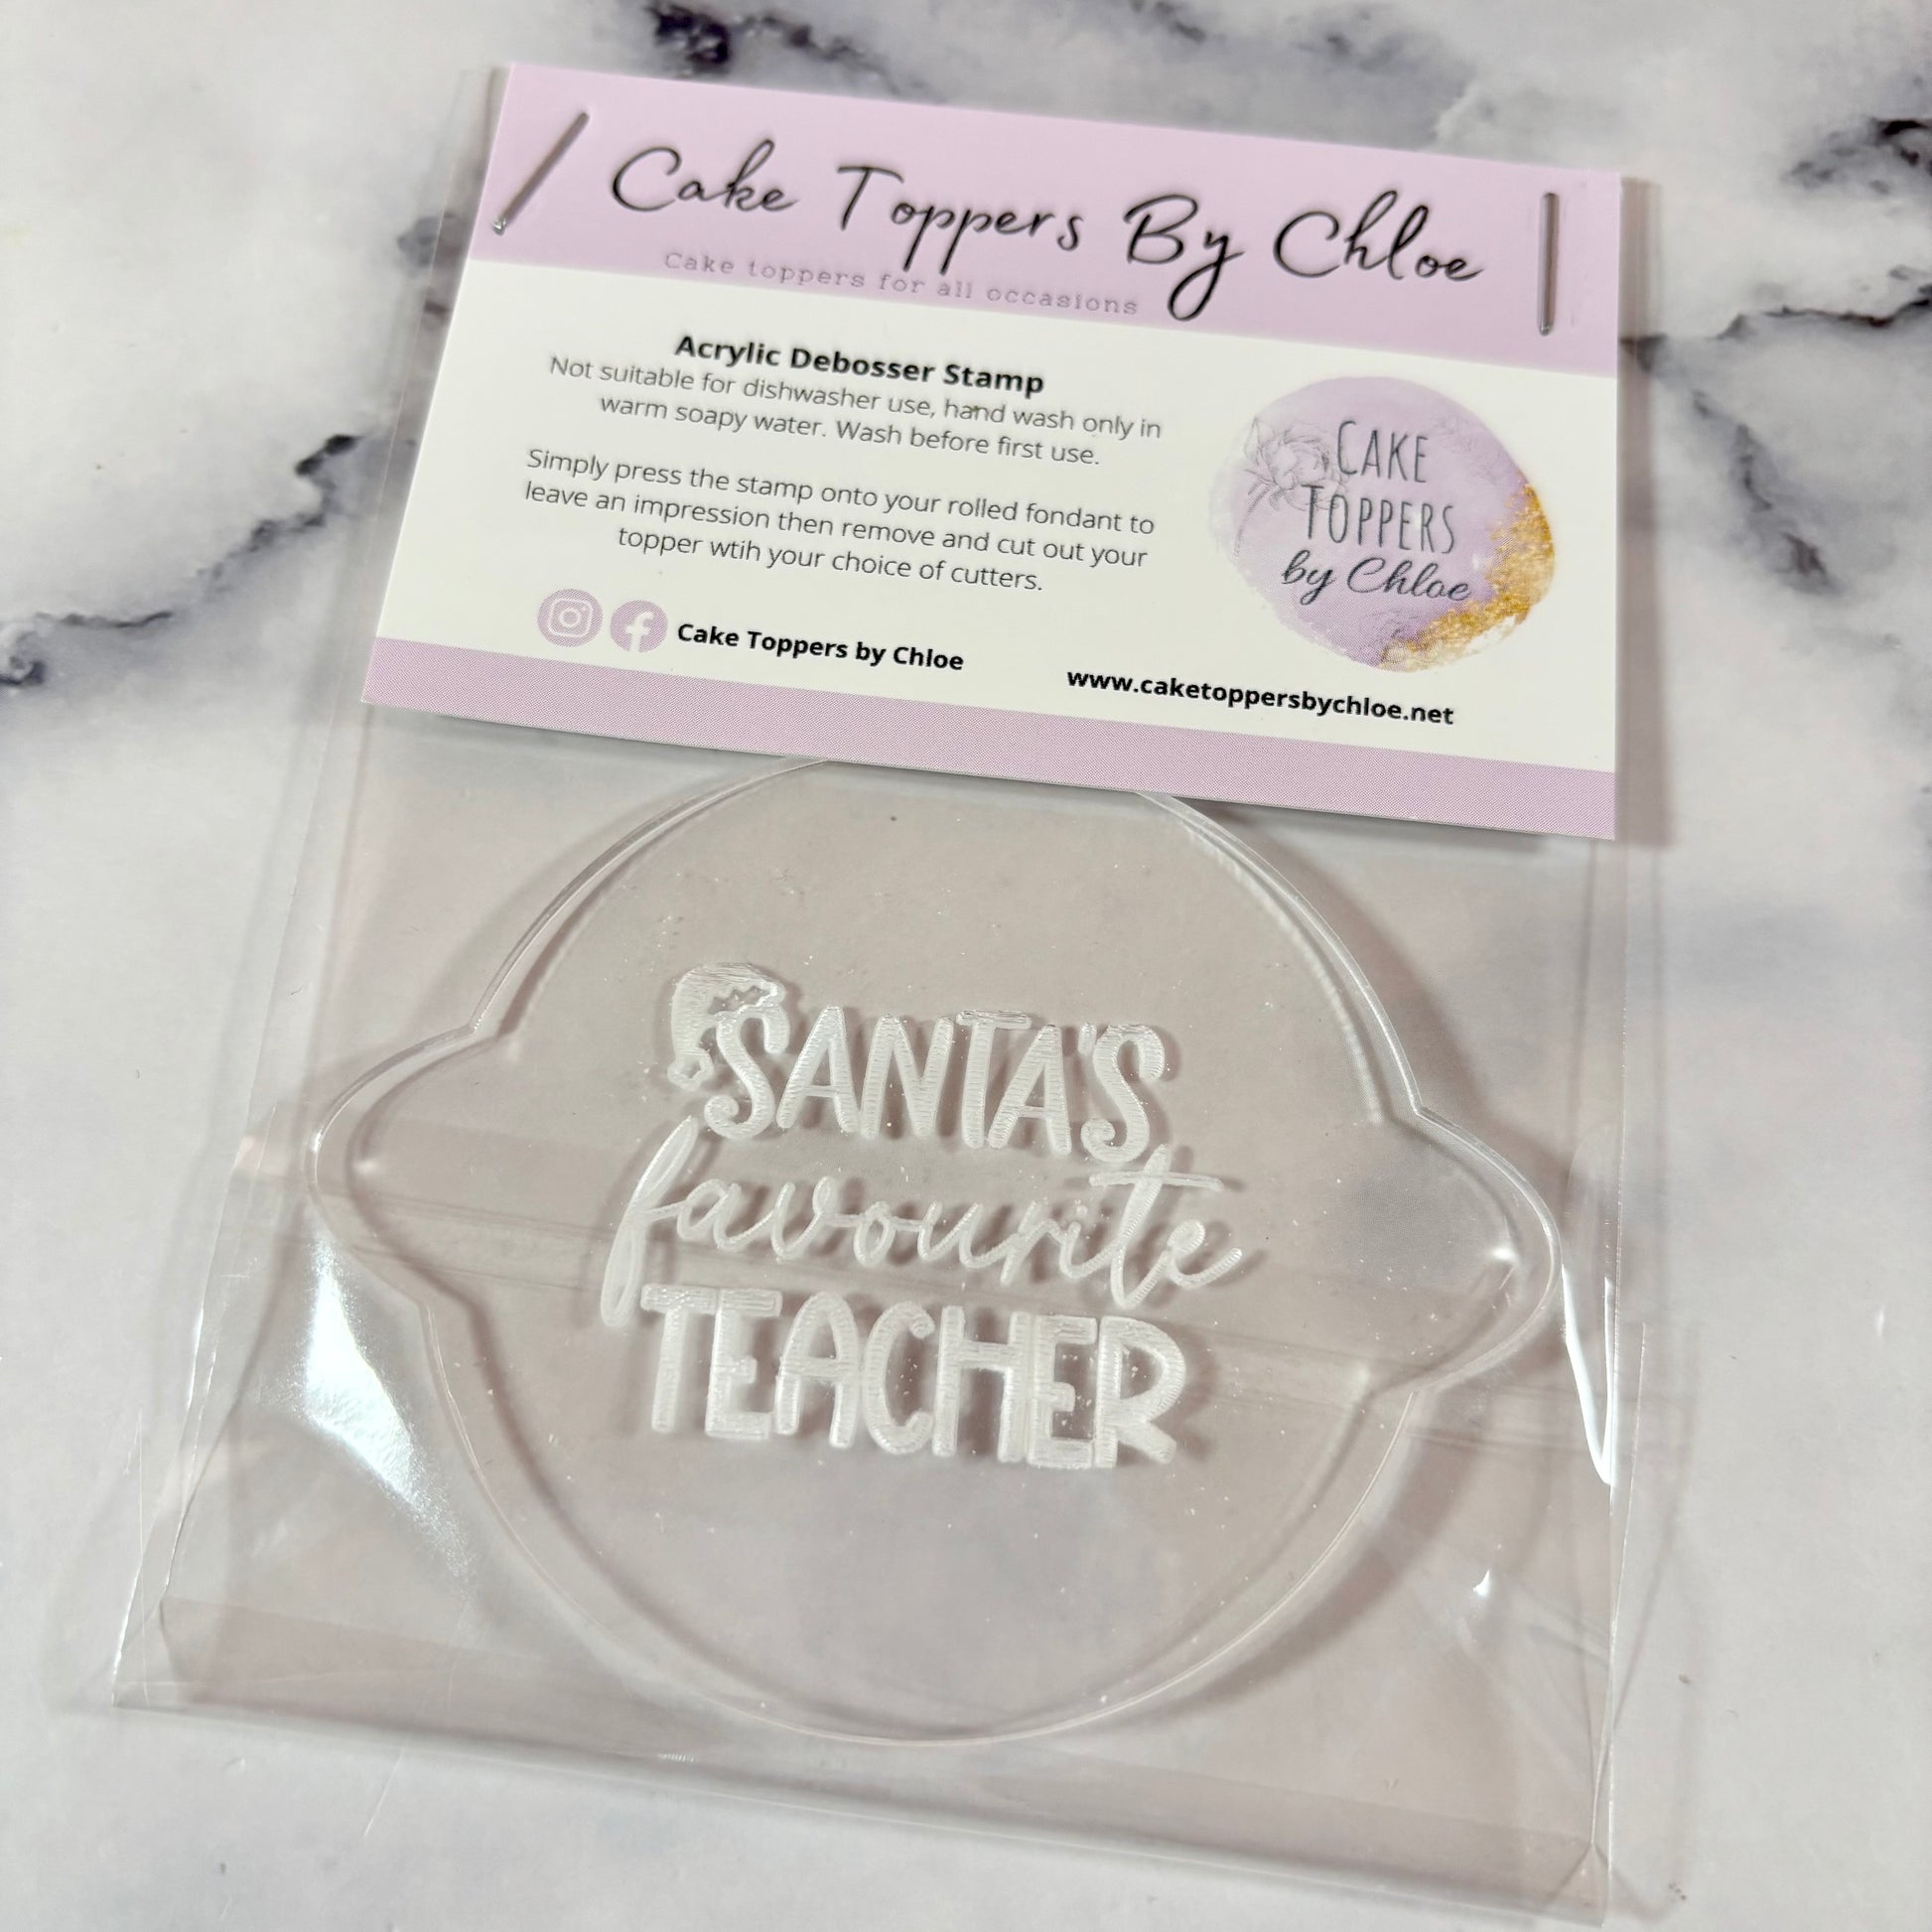 Cake Toppers By Chloe
Cake toppers for all occasions
Acrylic Debosser Stamp
Not suitable for dishwasher use, hand wash only in
warm soapy water. Wash before first use.
Simply press the stamp onto your rolled fondant to
leave an impression then remove and cut out your
topper wtih your choice of cutters.
Cake Toppers by Chloe
www.caketoppersbychloe.net
CAKE
TOPPERS
by Chloe
SANTA'S
favourite
TEACHER